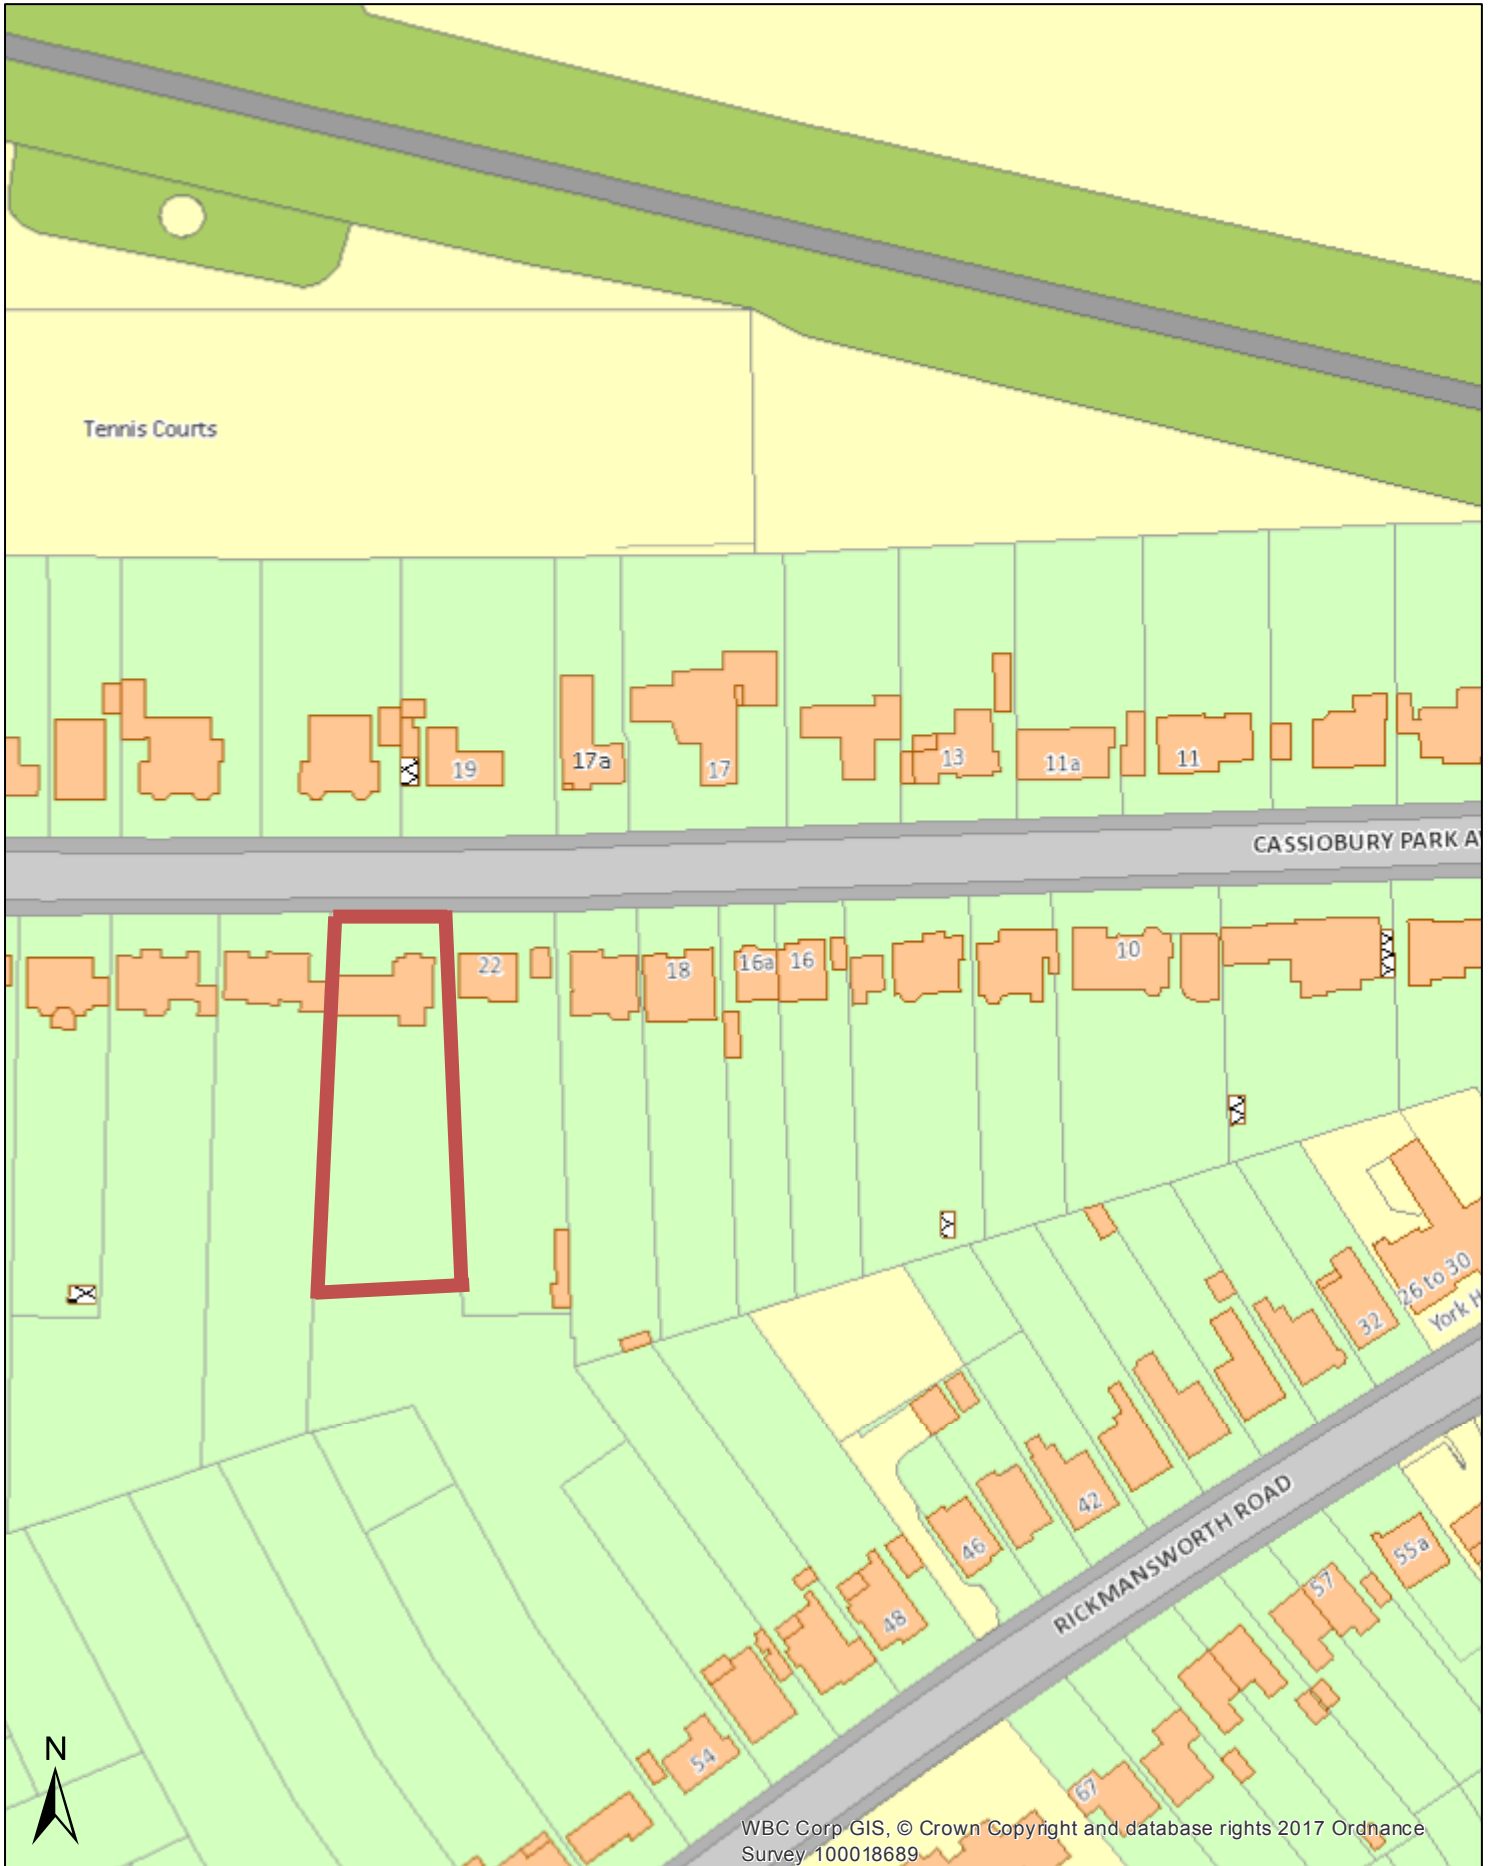 Tennis Courts
19
17a
17
13
11a
11
CASSIOBURY PARK A
22
18
16a
16
10
26 to 30
York H
32
42
46
48
54
RICKMANSWORTH ROAD
55a
57
67
N
WBC Corp GIS, © Crown Copyright and database rights 2017 Ordnance
Survey 100018689